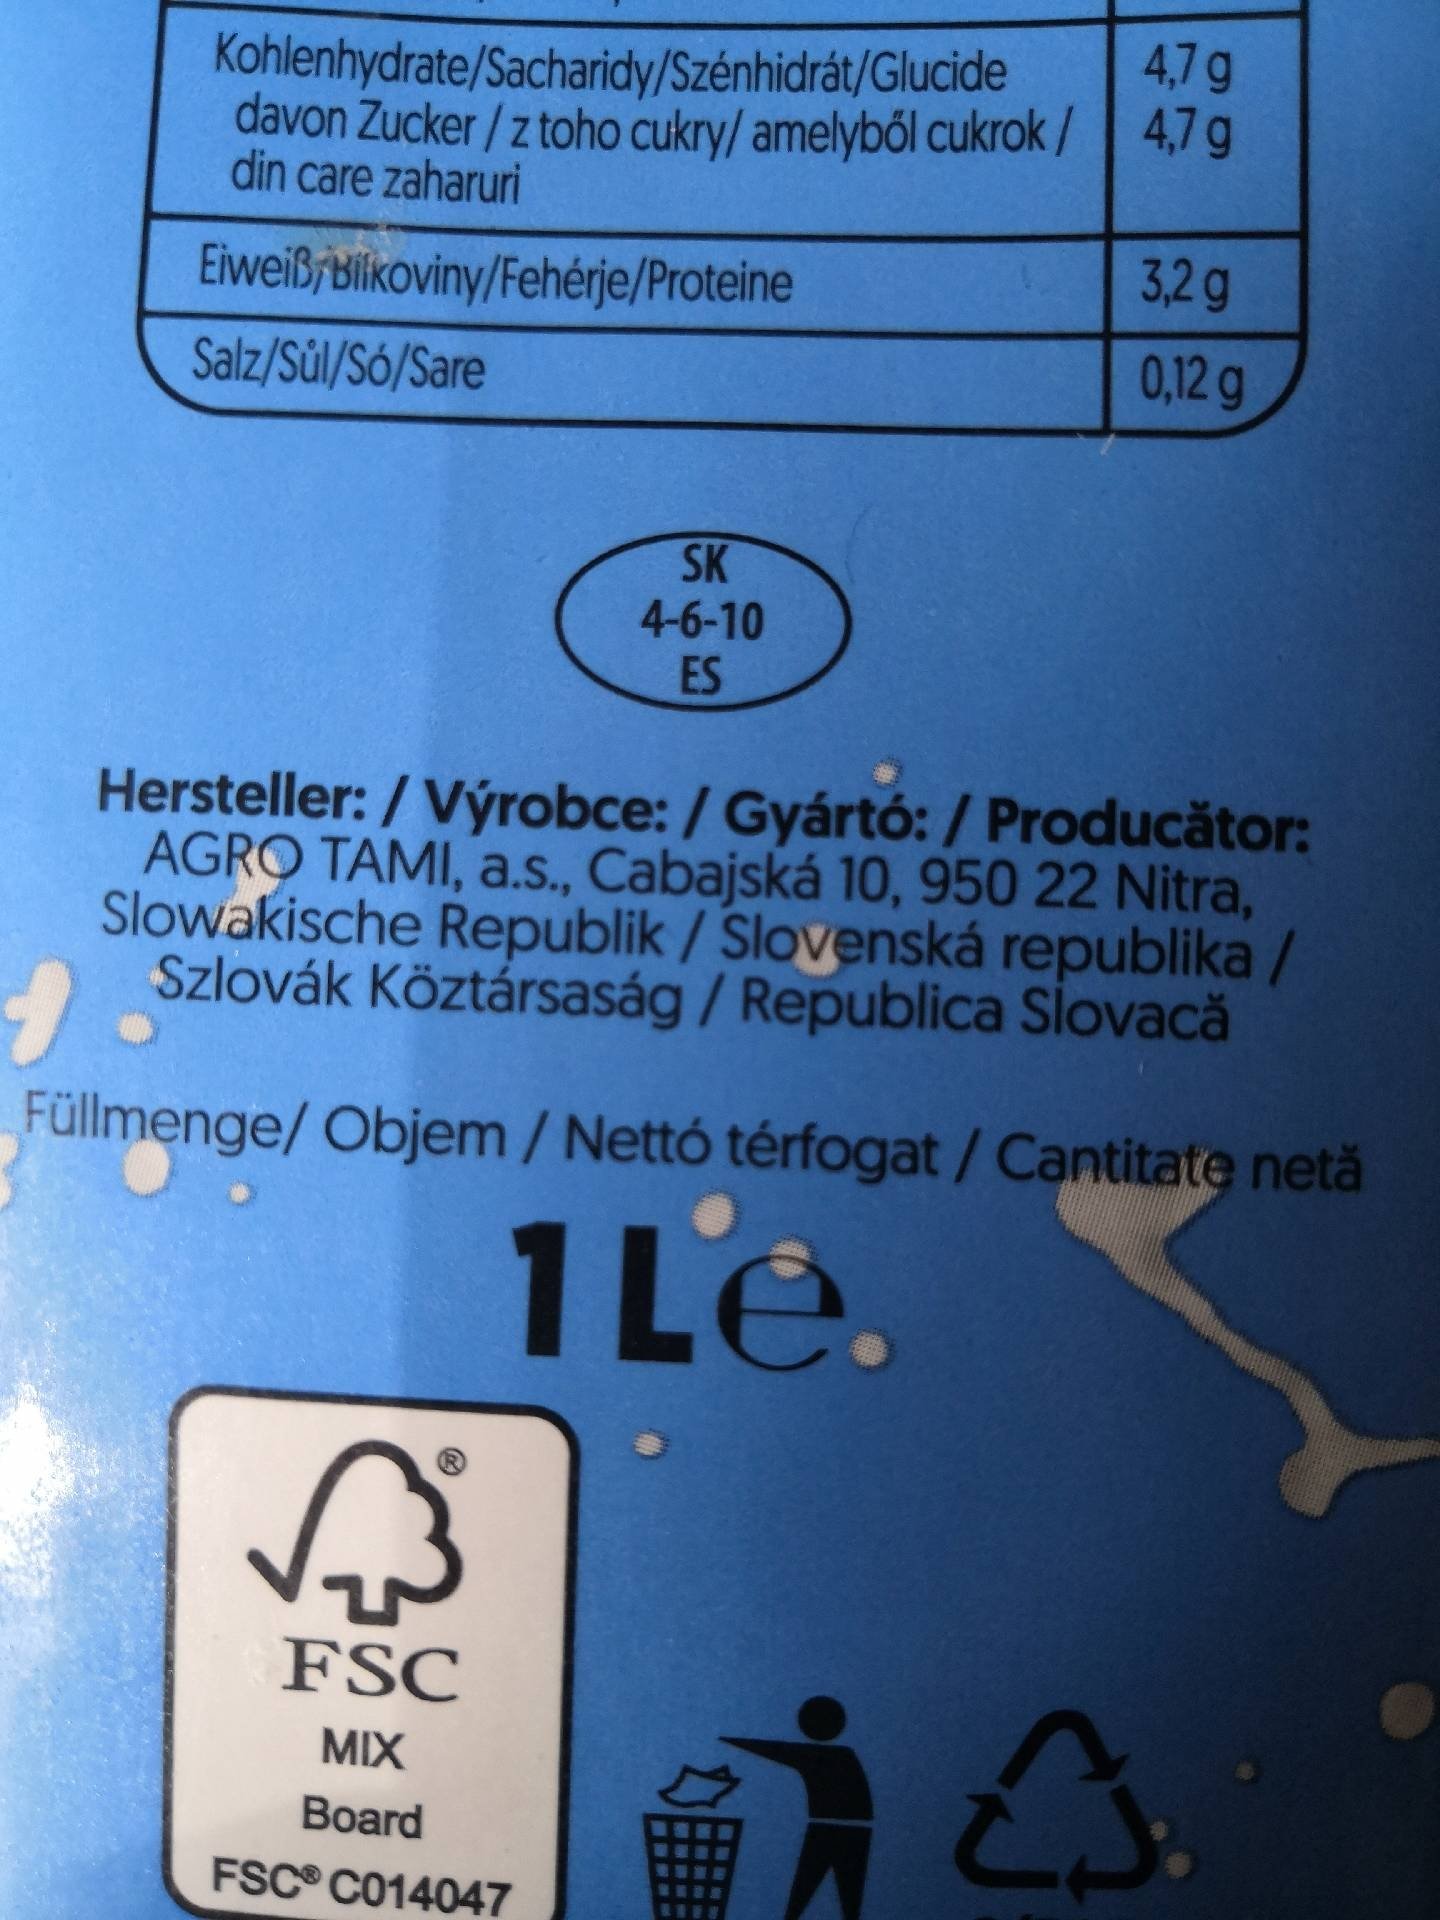 Kohlenhydrate/Sacharidy/Szénhidrát/Glucide 4,7 g
davon Zucker / z toho cukry/ amelyből cukrok / 4,7 g
din care zaharuri
Eiweiß/Bílkoviny/Fehérje/Proteine 3,2 g
Salz/Sůl/Só/Sare 0,12 g
SK
4-6-10
ES
Hersteller: / Výrobce: / Gyártó: / Producător:
AGRO TAMI, a.s., Cabajská 10, 950 22 Nitra,
Slowakische Republik / Slovenská republika /
Szlovák Köztársaság / Republica Slovacă
Füllmenge/ Objem / Nettó térfogat / Cantitate netă
1 L e
®
FSC
MIX
Board
FSC® C014047